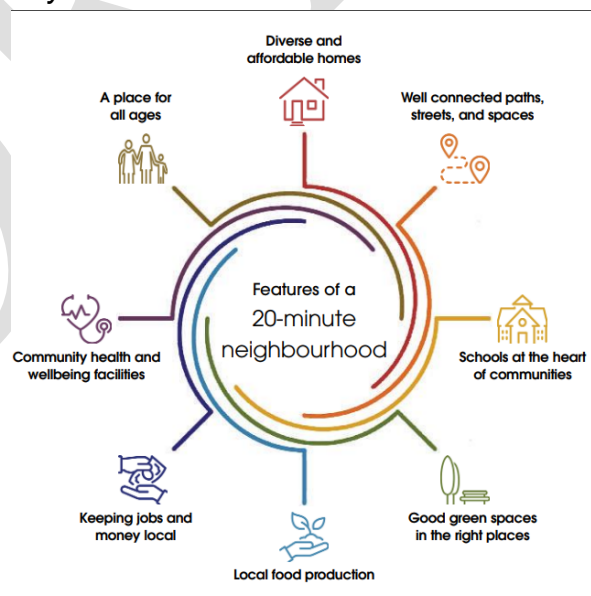 Diverse and
affordable homes
A place for
all ages
Well connected paths,
streets, and spaces
Features of a
20-minute
neighbourhood
Community health and
wellbeing facilities
Schools at the heart
of communities
Keeping jobs and
money local
Good green spaces
in the right places
Local food production